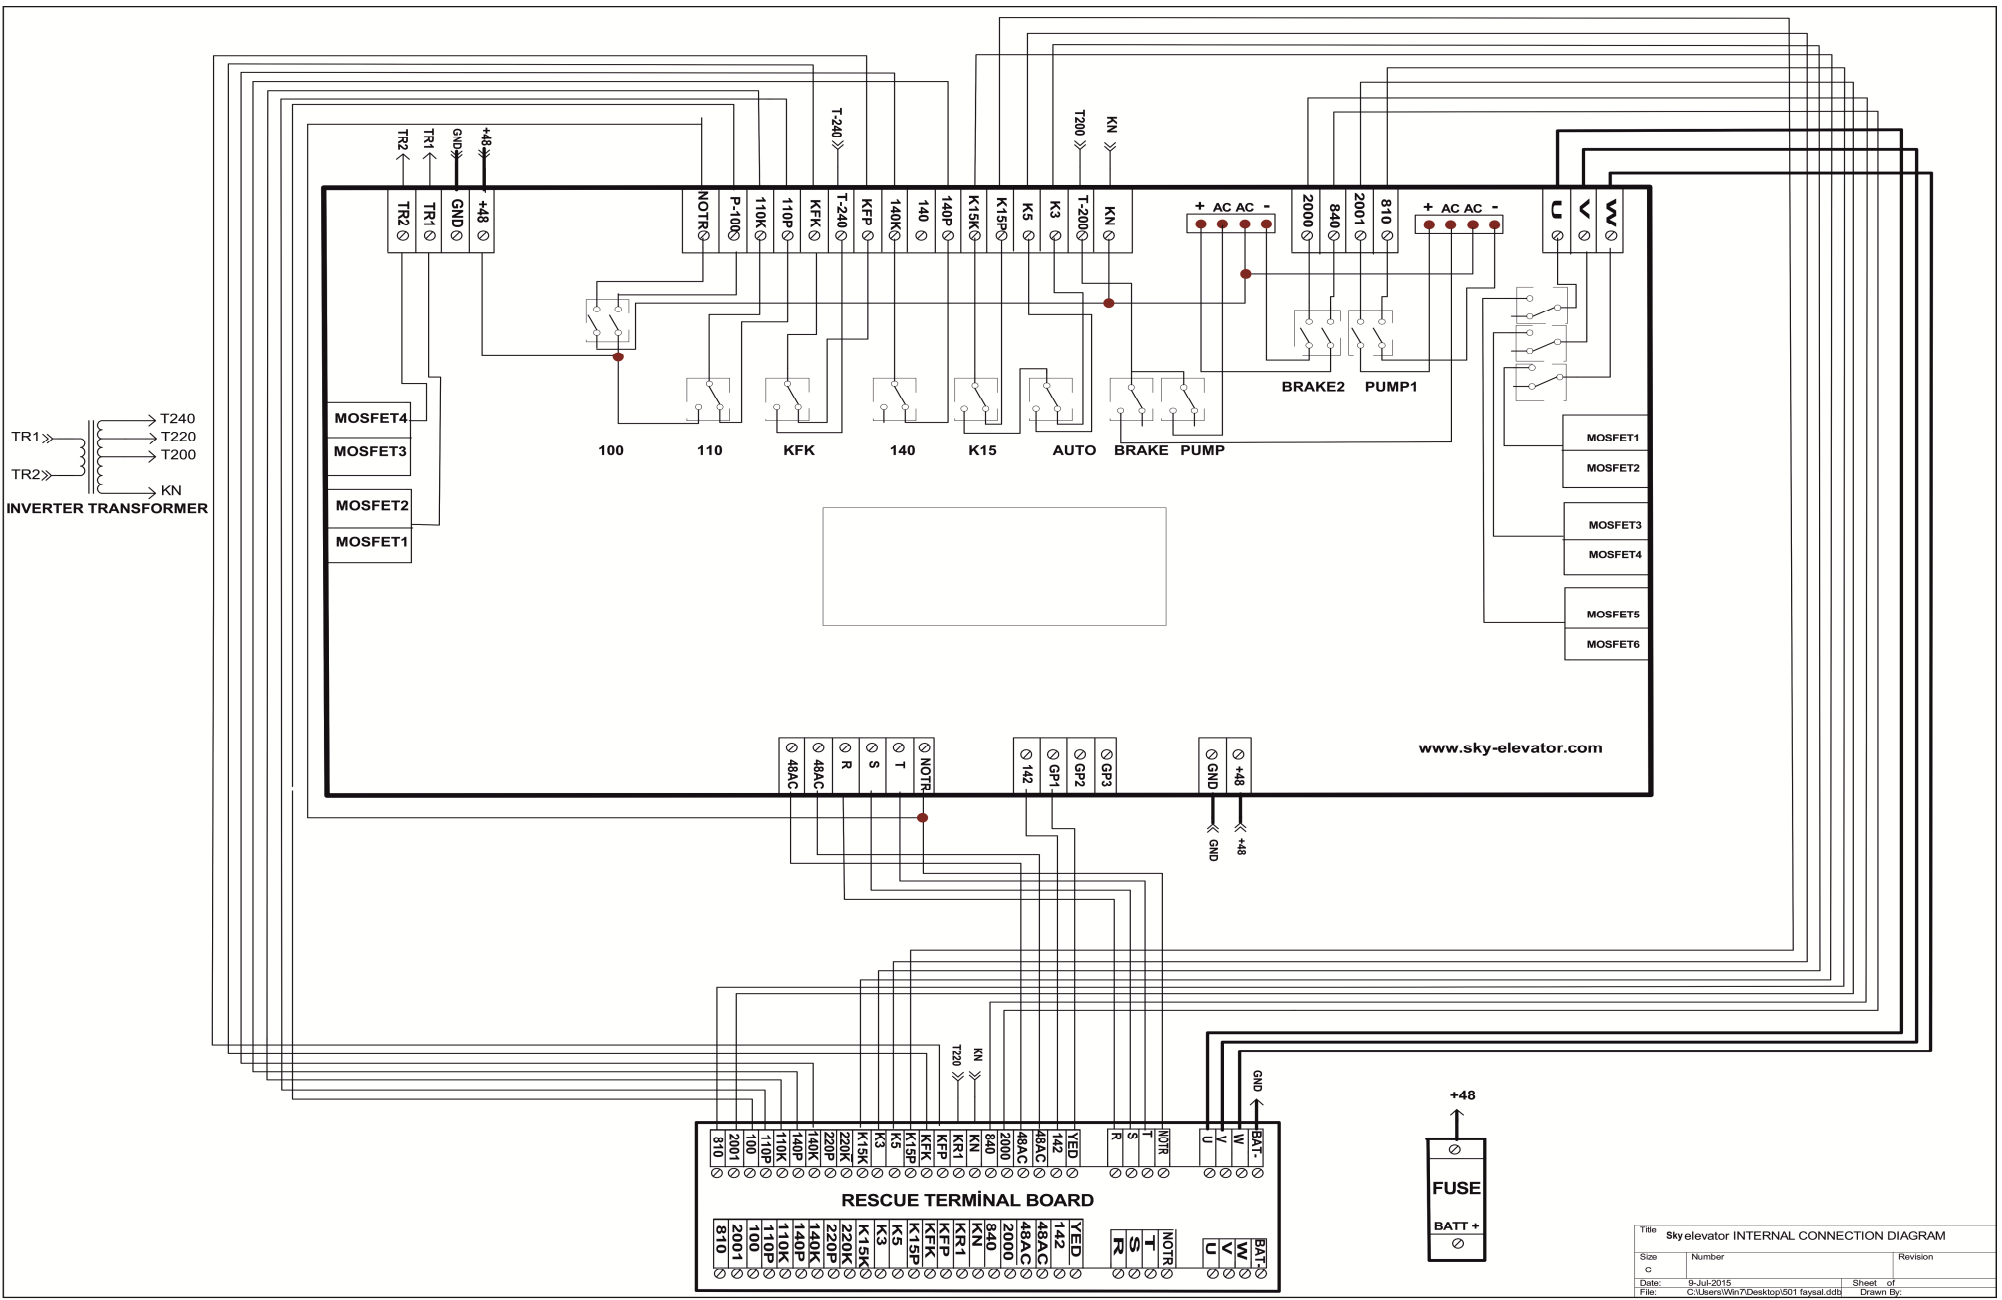 T-240
T200
KN
TR2
TR1
GND
+48
TR2
TR1
GND
+48
NOTR
P-100
110K
110P
KFK
T-240
KFP
140K
140
140P
K15K
K15P
K5
K3
T-200
KN
+ AC AC -
2000
840
2001
810
+ AC AC -
U
V
W
BRAKE2
PUMP1
100
110
KFK
140
K15
AUTO
BRAKE
PUMP
MOSFET4
MOSFET3
MOSFET2
MOSFET1
TR1
TR2
T240
T220
T200
KN
INVERTER TRANSFORMER
MOSFET1
MOSFET2
MOSFET3
MOSFET4
MOSFET5
MOSFET6
www.sky-elevator.com
48AC
48AC
R
S
T
NOTR
142
GP1
GP2
GP3
GND
+48
GND
+48
T220
KN
GND
810
2001
100
110P
110K
140P
140K
220P
220K
K15K
K3
K5
K15P
KFK
KFP
KR1
KN
840
2000
48AC
48AC
142
YED
R
S
T
NOTR
U
V
W
BAT-
RESCUE TERMİNAL BOARD
810
2001
100
110P
110K
140P
140K
220P
220K
K15K
K3
K5
K15P
KFK
KFP
KR1
KN
840
2000
48AC
48AC
142
YED
R
S
T
NOTR
U
V
W
BAT-
+48
FUSE
BATT +
Title
Sky elevator INTERNAL CONNECTION DIAGRAM
Size
Number
Revision
C
Date: 9-Jul-2015 Sheet of
File: C:\Users\Win7\Desktop\501 faysal.ddb Drawn By: